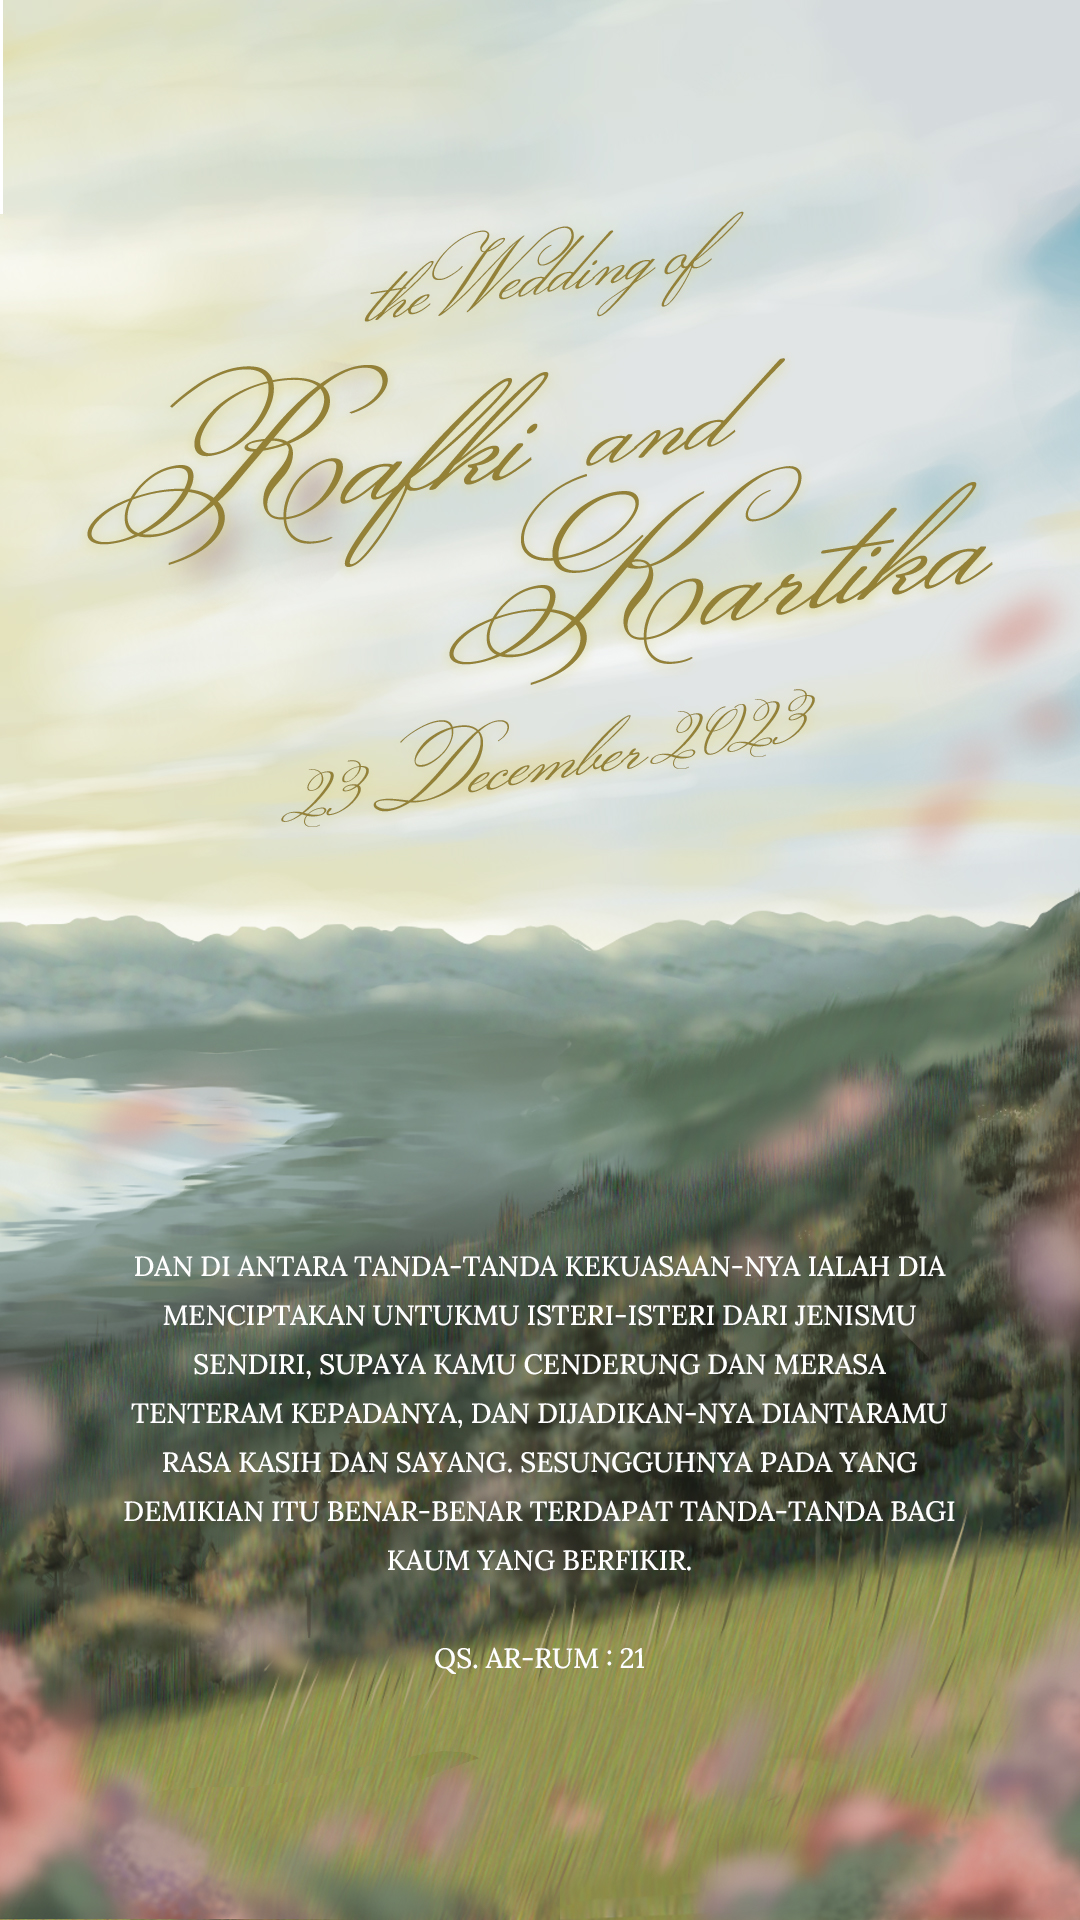 the Wedding of
Rafki and
Kartika
23 December 2023
DAN DI ANTARA TANDA-TANDA KEKUASAAN-NYA IALAH DIA
MENCIPTAKAN UNTUKMU ISTERI-ISTERI DARI JENISMU
SENDIRI, SUPAYA KAMU CENDERUNG DAN MERASA
TENTERAM KEPADANYA, DAN DIJADIKAN-NYA DIANTARAMU
RASA KASIH DAN SAYANG. SESUNGGUHNYA PADA YANG
DEMIKIAN ITU BENAR-BENAR TERDAPAT TANDA-TANDA BAGI
KAUM YANG BERFIKIR.
QS. AR-RUM : 21